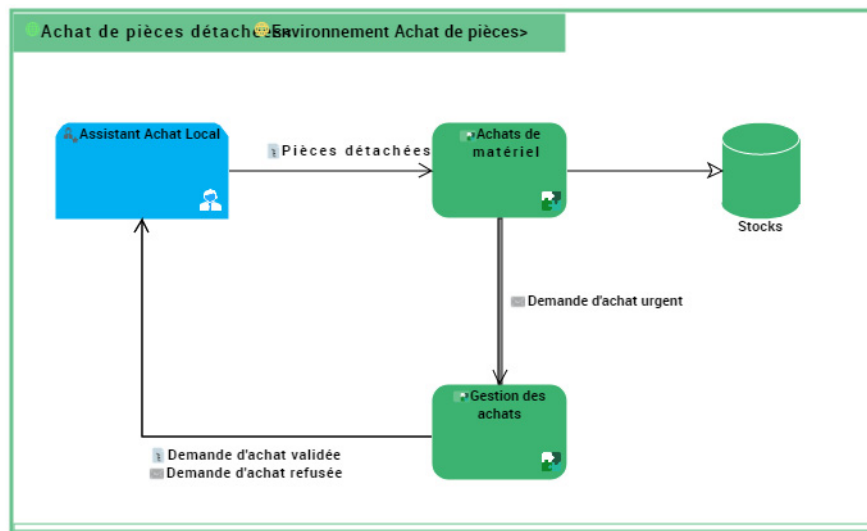 Achat de pièces détachées<Environnement Achat de pièces>
Assistant Achat Local
Pièces détachées
Achats de
matériel
Stocks
Demande d'achat urgent
Gestion des
achats
Demande d'achat validée
Demande d'achat refusée